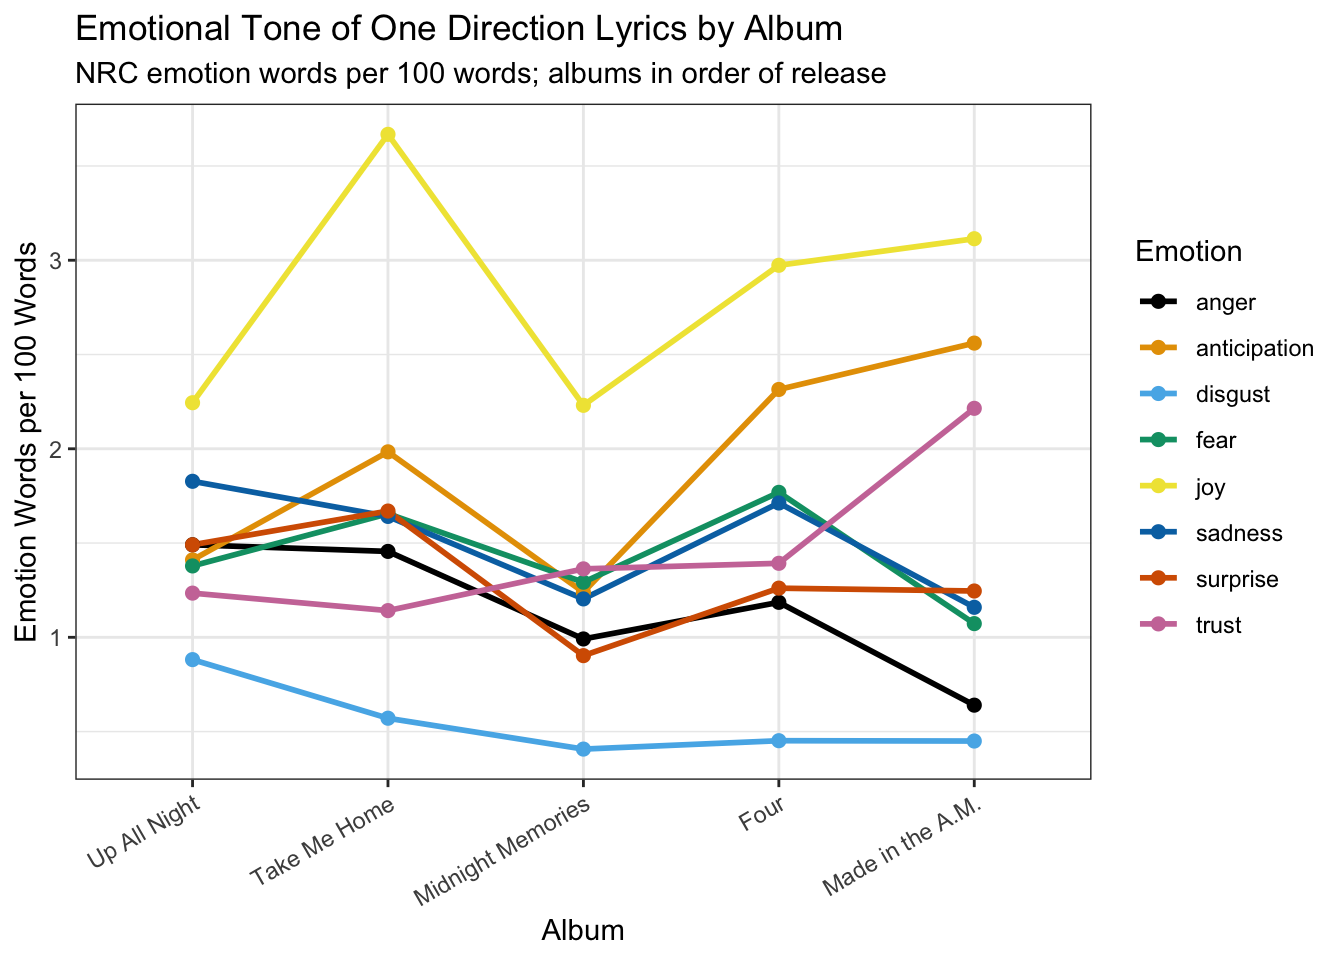 Emotional Tone of One Direction Lyrics by Album
NRC emotion words per 100 words; albums in order of release
Emotion Words per 100 Words
3
2
1
Up All Night
Take Me Home
Midnight Memories
Four
Made in the A.M.
Album
Emotion
anger
anticipation
disgust
fear
joy
sadness
surprise
trust